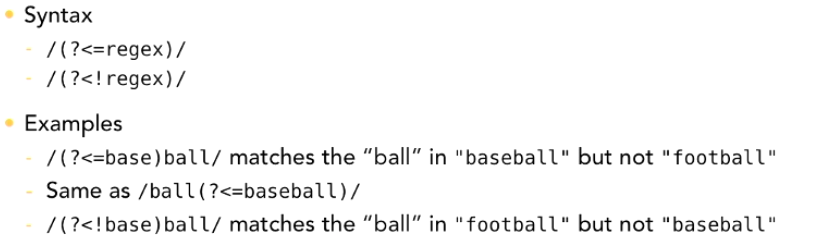 • Syntax
- /(?<=regex)/
- /(?<!regex)/
• Examples
- /(?<=base)ball/ matches the “ball” in "baseball" but not "football"
- Same as /ball(?<=baseball)/
- /(?<!base)ball/ matches the “ball” in "football" but not "baseball"